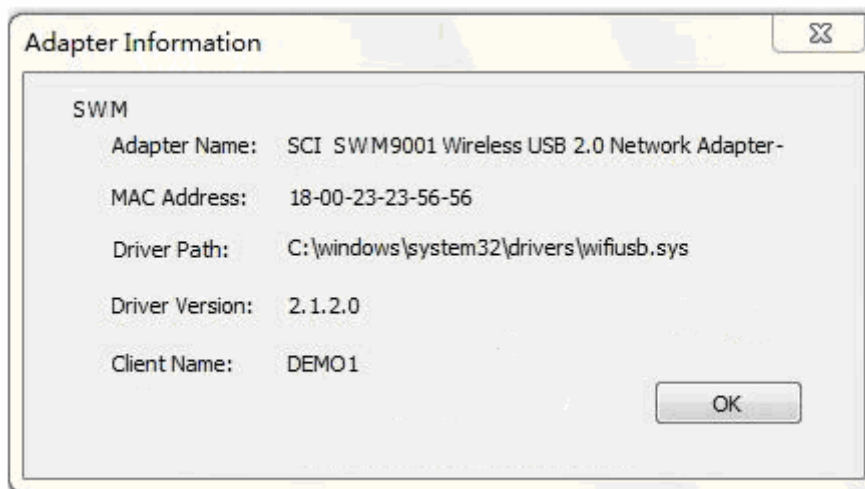 Adapter Information
SWM
Adapter Name: SCI SWM9001 Wireless USB 2.0 Network Adapter-
MAC Address: 18-00-23-23-56-56
Driver Path: C:\windows\system32\drivers\wifiusb.sys
Driver Version: 2.1.2.0
Client Name: DEMO1
OK